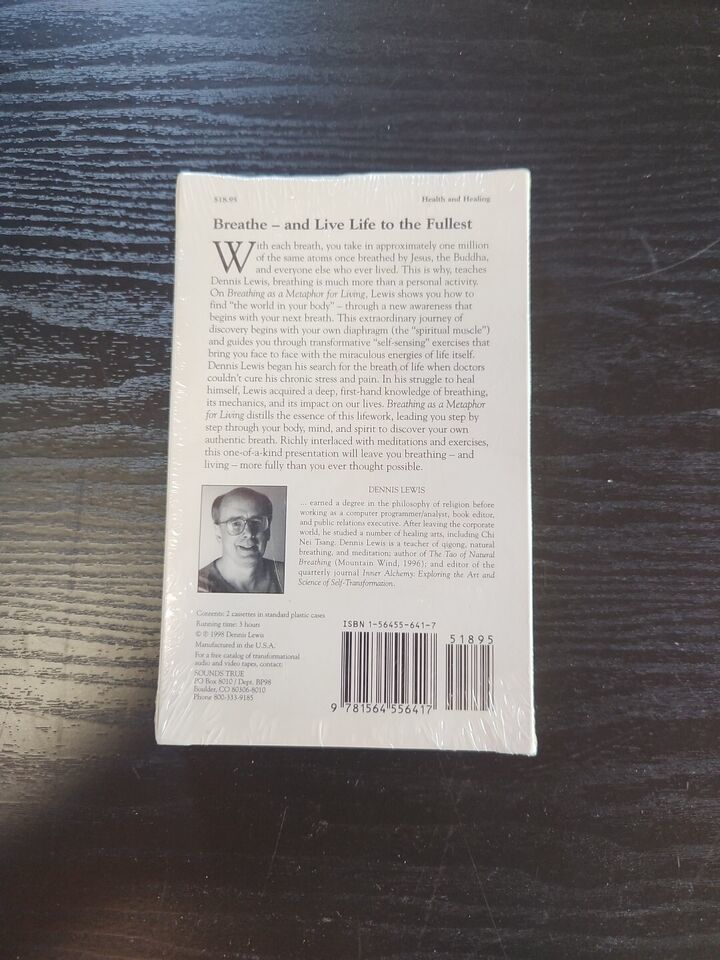 $18.95 Health and Healing
Breathe – and Live Life to the Fullest
With each breath, you take in approximately one million
of the same atoms once breathed by Jesus, the Buddha,
and everyone else who ever lived. This is why, teaches
Dennis Lewis, breathing is much more than a personal activity.
On Breathing as a Metaphor for Living, Lewis shows you how to
find "the world in your body" – through a new awareness that
begins with your next breath. This extraordinary journey of
discovery begins with your own diaphragm (the "spiritual muscle")
and guides you through transformative "self-sensing" exercises that
bring you face to face with the miraculous energies of life itself.
Dennis Lewis began his search for the breath of life when doctors
couldn't cure his chronic stress and pain. In his struggle to heal
himself, Lewis acquired a deep, first-hand knowledge of breathing,
its mechanics, and its impact on our lives. Breathing as a Metaphor
for Living distills the essence of this lifework, leading you step by
step through your body, mind, and spirit to discover your own
authentic breath. Richly interlaced with meditations and exercises,
this one-of-a-kind presentation will leave you breathing – and
living – more fully than you ever thought possible.
DENNIS LEWIS
... earned a degree in the philosophy of religion before
working as a computer programmer/analyst, book editor,
and public relations executive. After leaving the corporate
world, he studied a number of healing arts, including Chi
Nei Tsang. Dennis Lewis is a teacher of qigong, natural
breathing, and meditation; author of The Tao of Natural
Breathing (Mountain Wind, 1996); and editor of the
quarterly journal Inner Alchemy: Exploring the Art and
Science of Self-Transformation.
Contents: 2 cassettes in standard plastic cases
Running time: 3 hours
© ℗ 1998 Dennis Lewis
Manufactured in the U.S.A.
For a free catalog of transformational
audio and video tapes, contact:
SOUNDS TRUE
PO Box 8010 / Dept. BP98
Boulder, CO 80306-8010
Phone 800-333-9185
ISBN 1-56455-641-7
51895
9 781564 556417